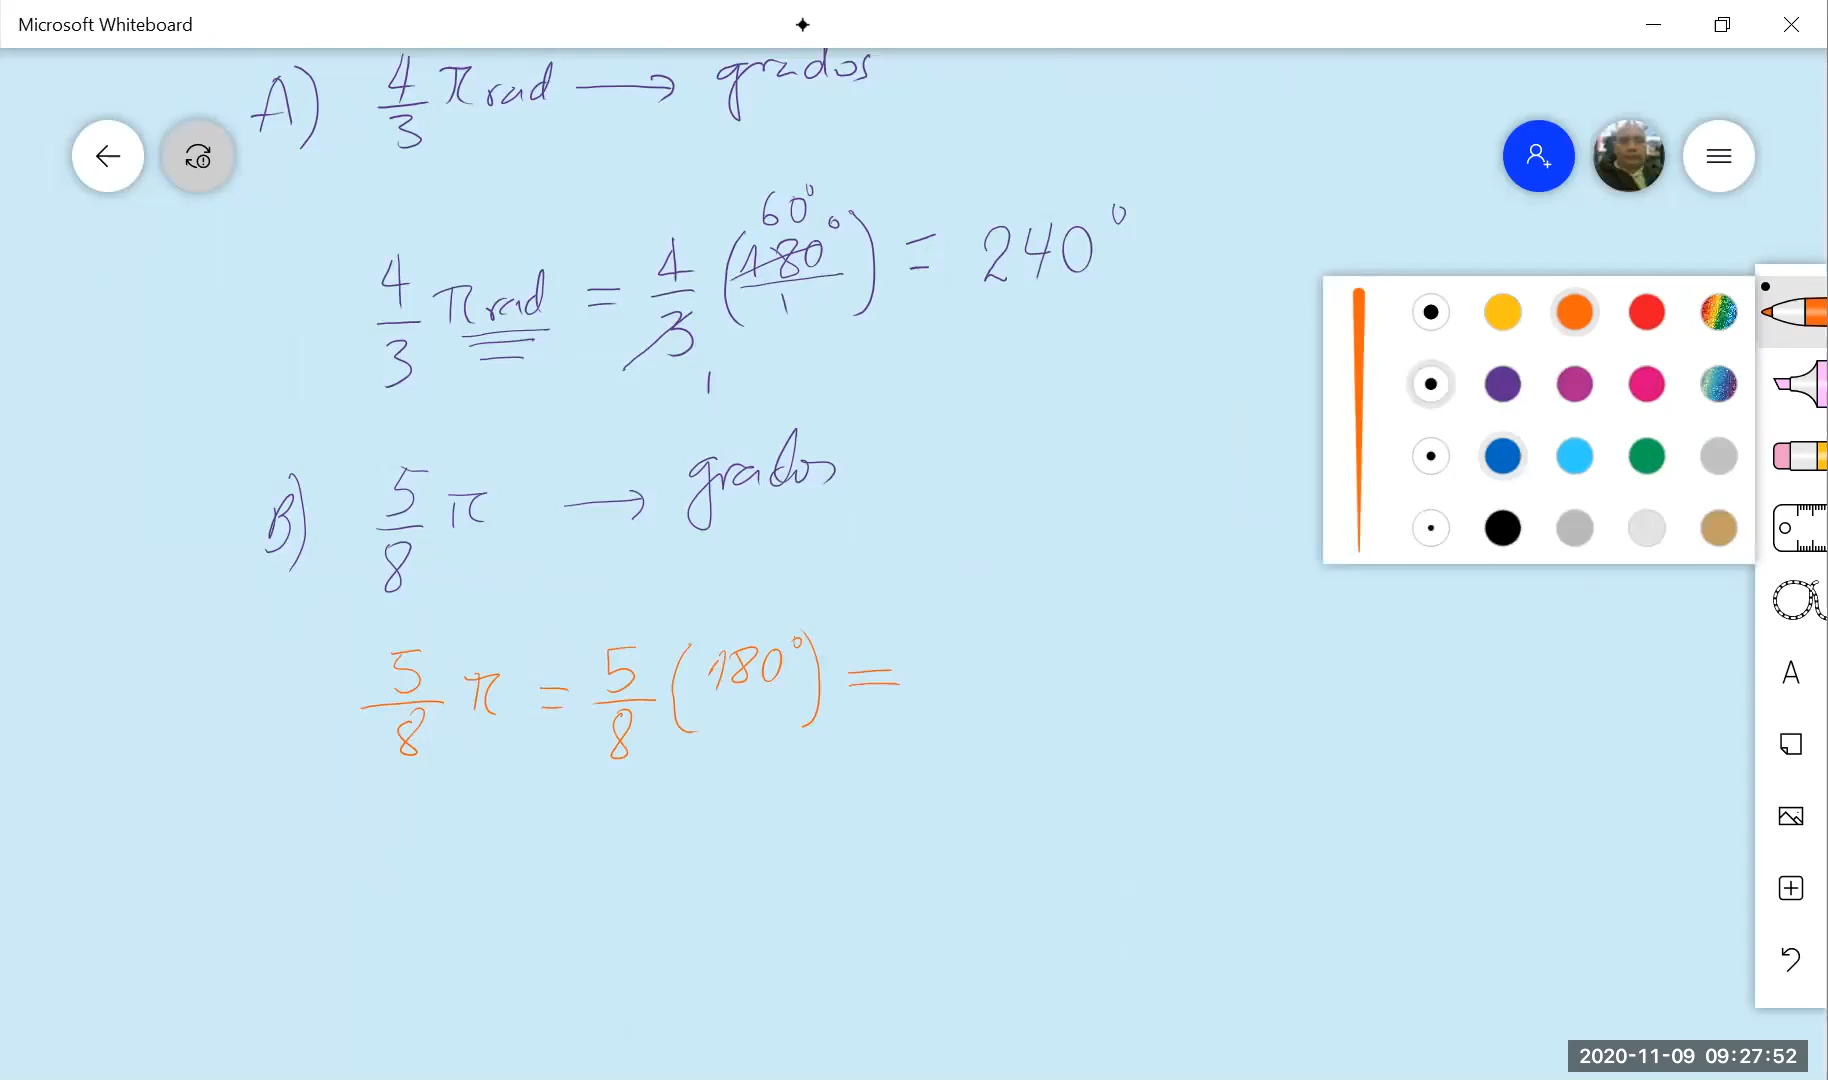 Microsoft Whiteboard
A) 4/3 π rad → grados
4/3 π rad = 4/3 (180°/1) = 240°
60°
1
B) 5/8 π → grados
5/8 π = 5/8 (180°) =
A
2020-11-09 09:27:52